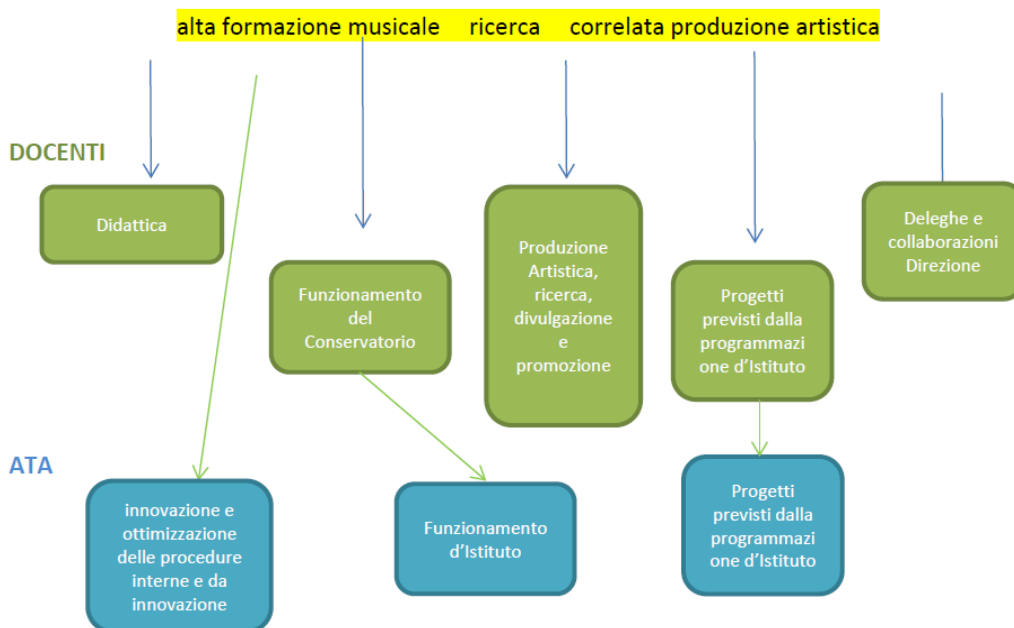 alta formazione musicale ricerca correlata produzione artistica
DOCENTI
Didattica
Funzionamento
del
Conservatorio
Produzione
Artistica,
ricerca,
divulgazione
e
promozione
Progetti
previsti dalla
programmazi
one d’Istituto
Deleghe e
collaborazioni
Direzione
ATA
innovazione e
ottimizzazione
delle procedure
interne e da
innovazione
Funzionamento
d’Istituto
Progetti
previsti dalla
programmazi
one d’Istituto